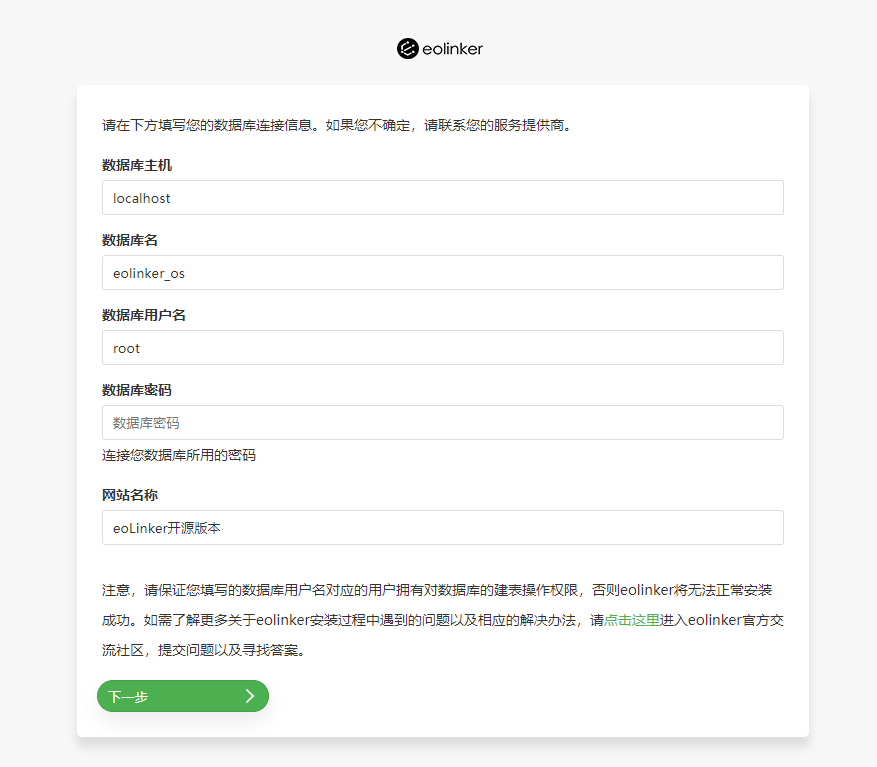 eolinker
请在下方填写您的数据库连接信息。如果您不确定，请联系您的服务提供商。
数据库主机
localhost
数据库名
eolinker_os
数据库用户名
root
数据库密码
数据库密码
连接您数据库所用的密码
网站名称
eoLinker开源版本
注意，请保证您填写的数据库用户名对应的用户拥有对数据库的建表操作权限，否则eolinker将无法正常安装
成功。如需了解更多关于eolinker安装过程中遇到的问题以及相应的解决办法，请点击这里进入eolinker官方交
流社区，提交问题以及寻找答案。
下一步